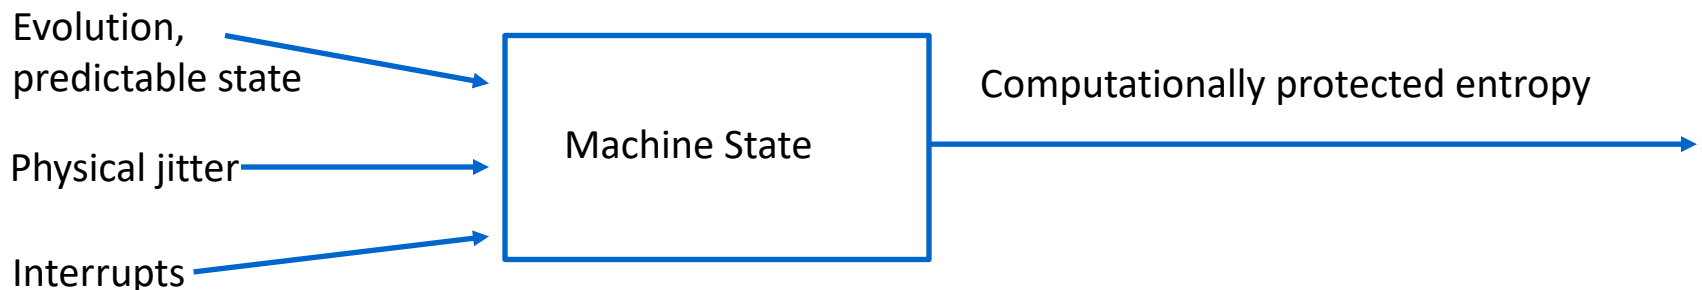 Evolution,
predictable state
Physical jitter
Interrupts
Machine State
Computationally protected entropy